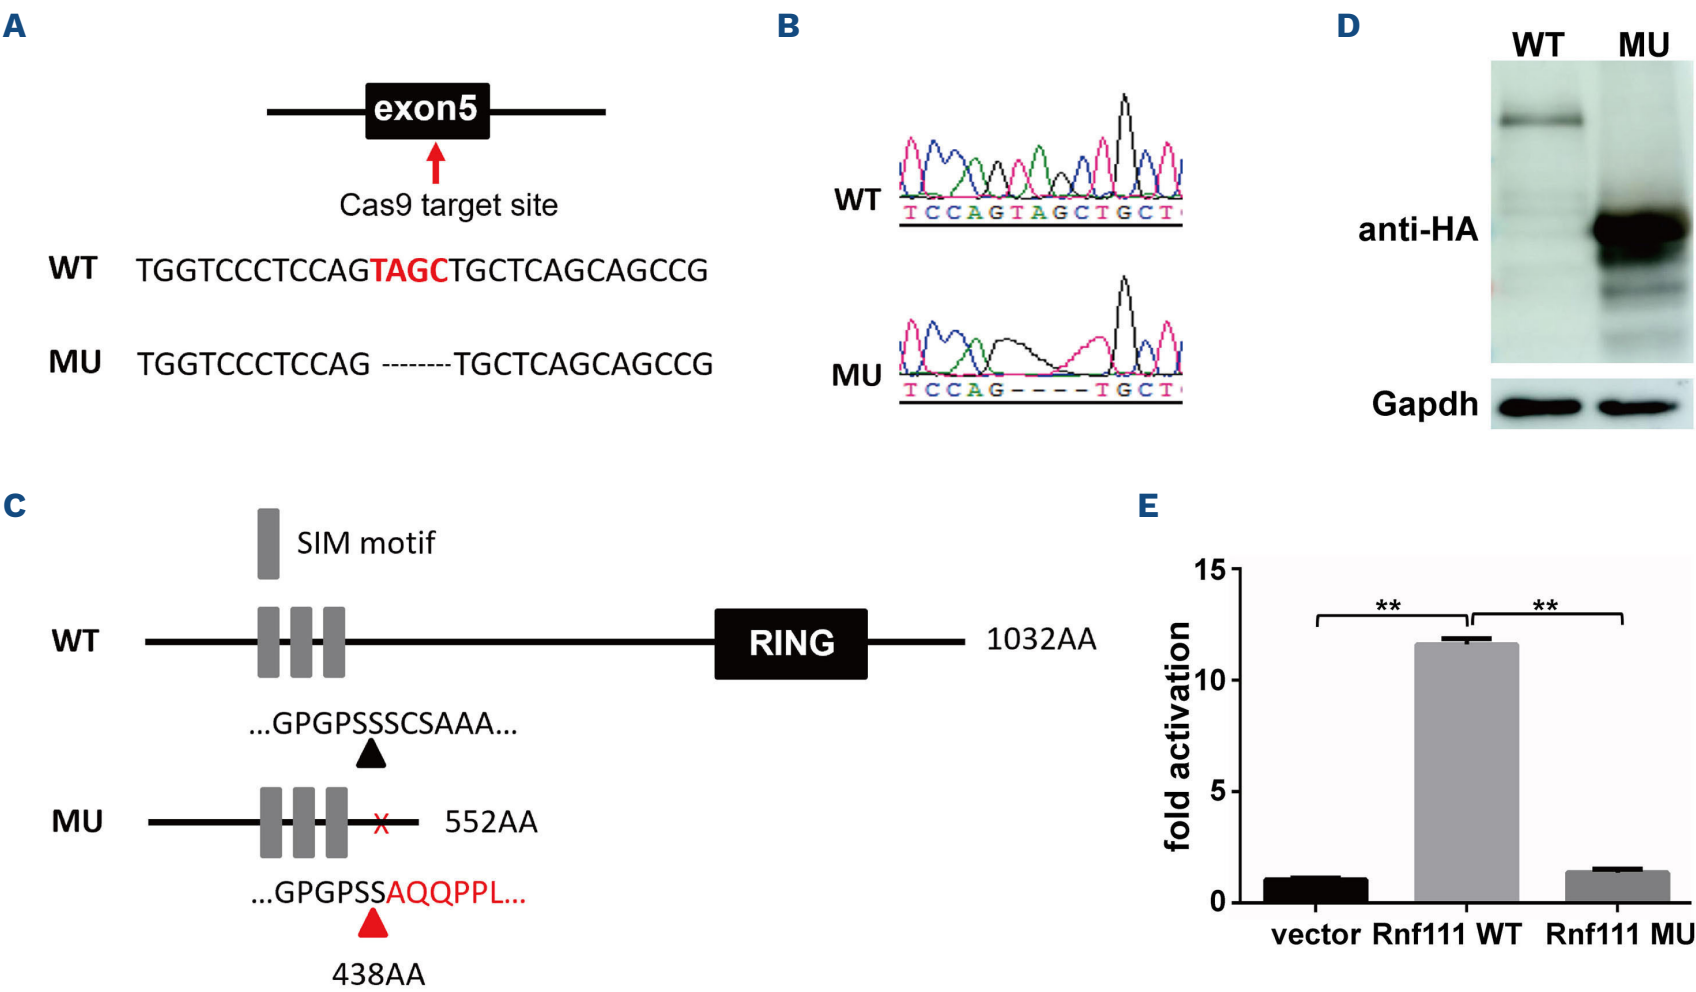 A
exon5
Cas9 target site
WT TGGTCCCTCCAGTAGCTGCTCAGCAGCCG
MU TGGTCCCTCCAG --------TGCTCAGCAGCCG
B
WT
TCCAGTAGCTGCT
MU
TCCAG----TGCT
C
SIM motif
WT RING 1032AA
...GPGPSSSCSAAA...
MU X 552AA
...GPGPSSAQQPPL...
438AA
D
WT MU
anti-HA
Gapdh
E
fold activation
15
10
5
0
** **
vector Rnf111 WT Rnf111 MU